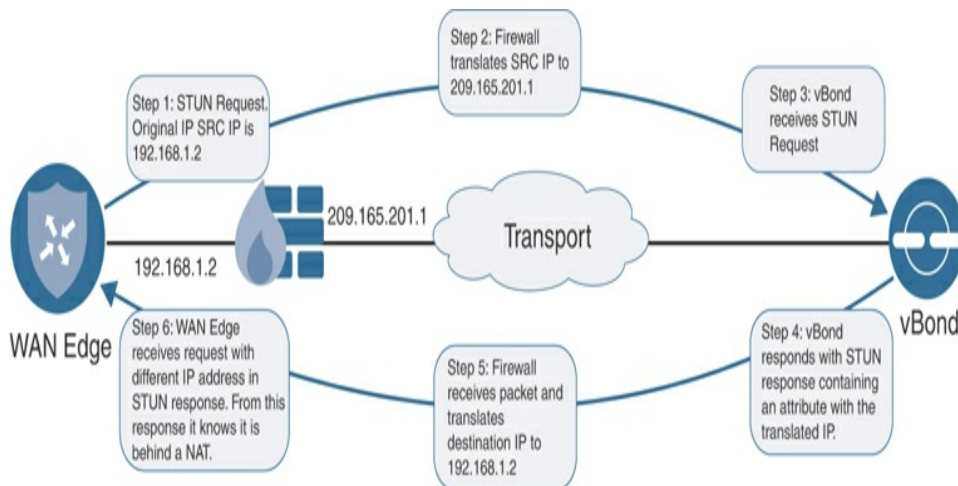 Step 1: STUN Request.
Original IP SRC IP is
192.168.1.2
Step 2: Firewall
translates SRC IP to
209.165.201.1
Step 3: vBond
receives STUN
Request
209.165.201.1
Transport
192.168.1.2
WAN Edge
vBond
Step 4: vBond
responds with STUN
response containing
an attribute with the
translated IP.
Step 5: Firewall
receives packet and
translates
destination IP to
192.168.1.2
Step 6: WAN Edge
receives request with
different IP address in
STUN response. From this
response it knows it is
behind a NAT.